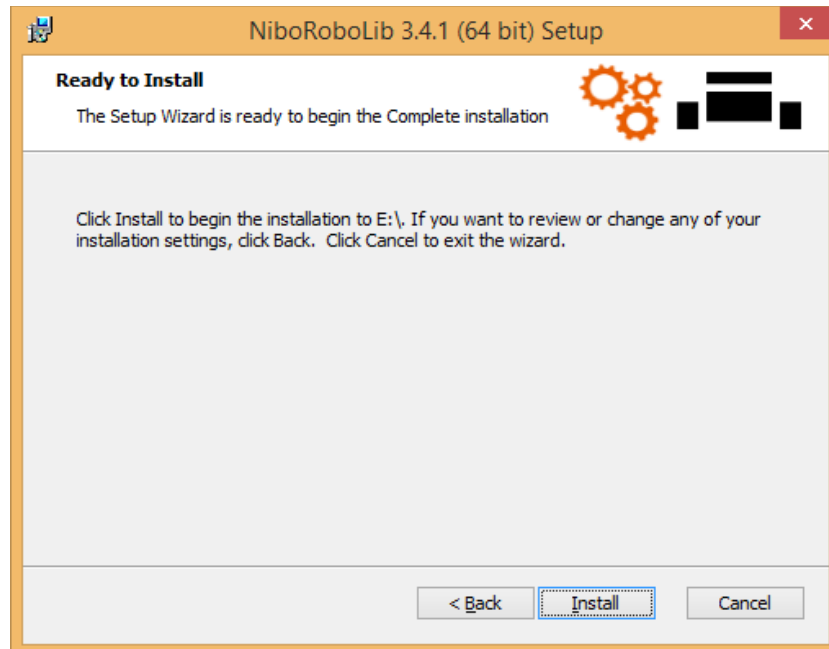 NiboRoboLib 3.4.1 (64 bit) Setup
Ready to Install
The Setup Wizard is ready to begin the Complete installation
Click Install to begin the installation to E:\. If you want to review or change any of your
installation settings, click Back.  Click Cancel to exit the wizard.
< Back
Install
Cancel